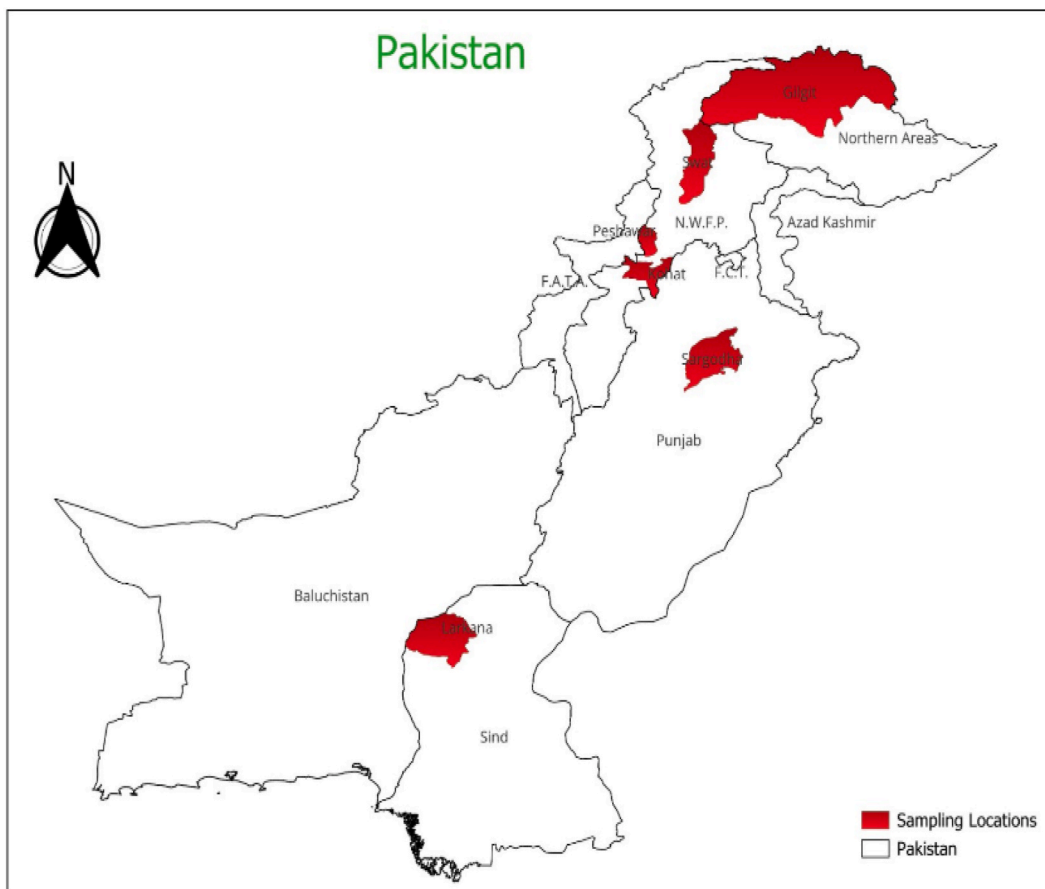 Pakistan
N
Gilgit
Northern Areas
Swat
N.W.F.P.
Azad Kashmir
Peshawar
F.A.T.A.
Kohat
F.C.T.
Sargodha
Punjab
Baluchistan
Larkana
Sind
Sampling Locations
Pakistan